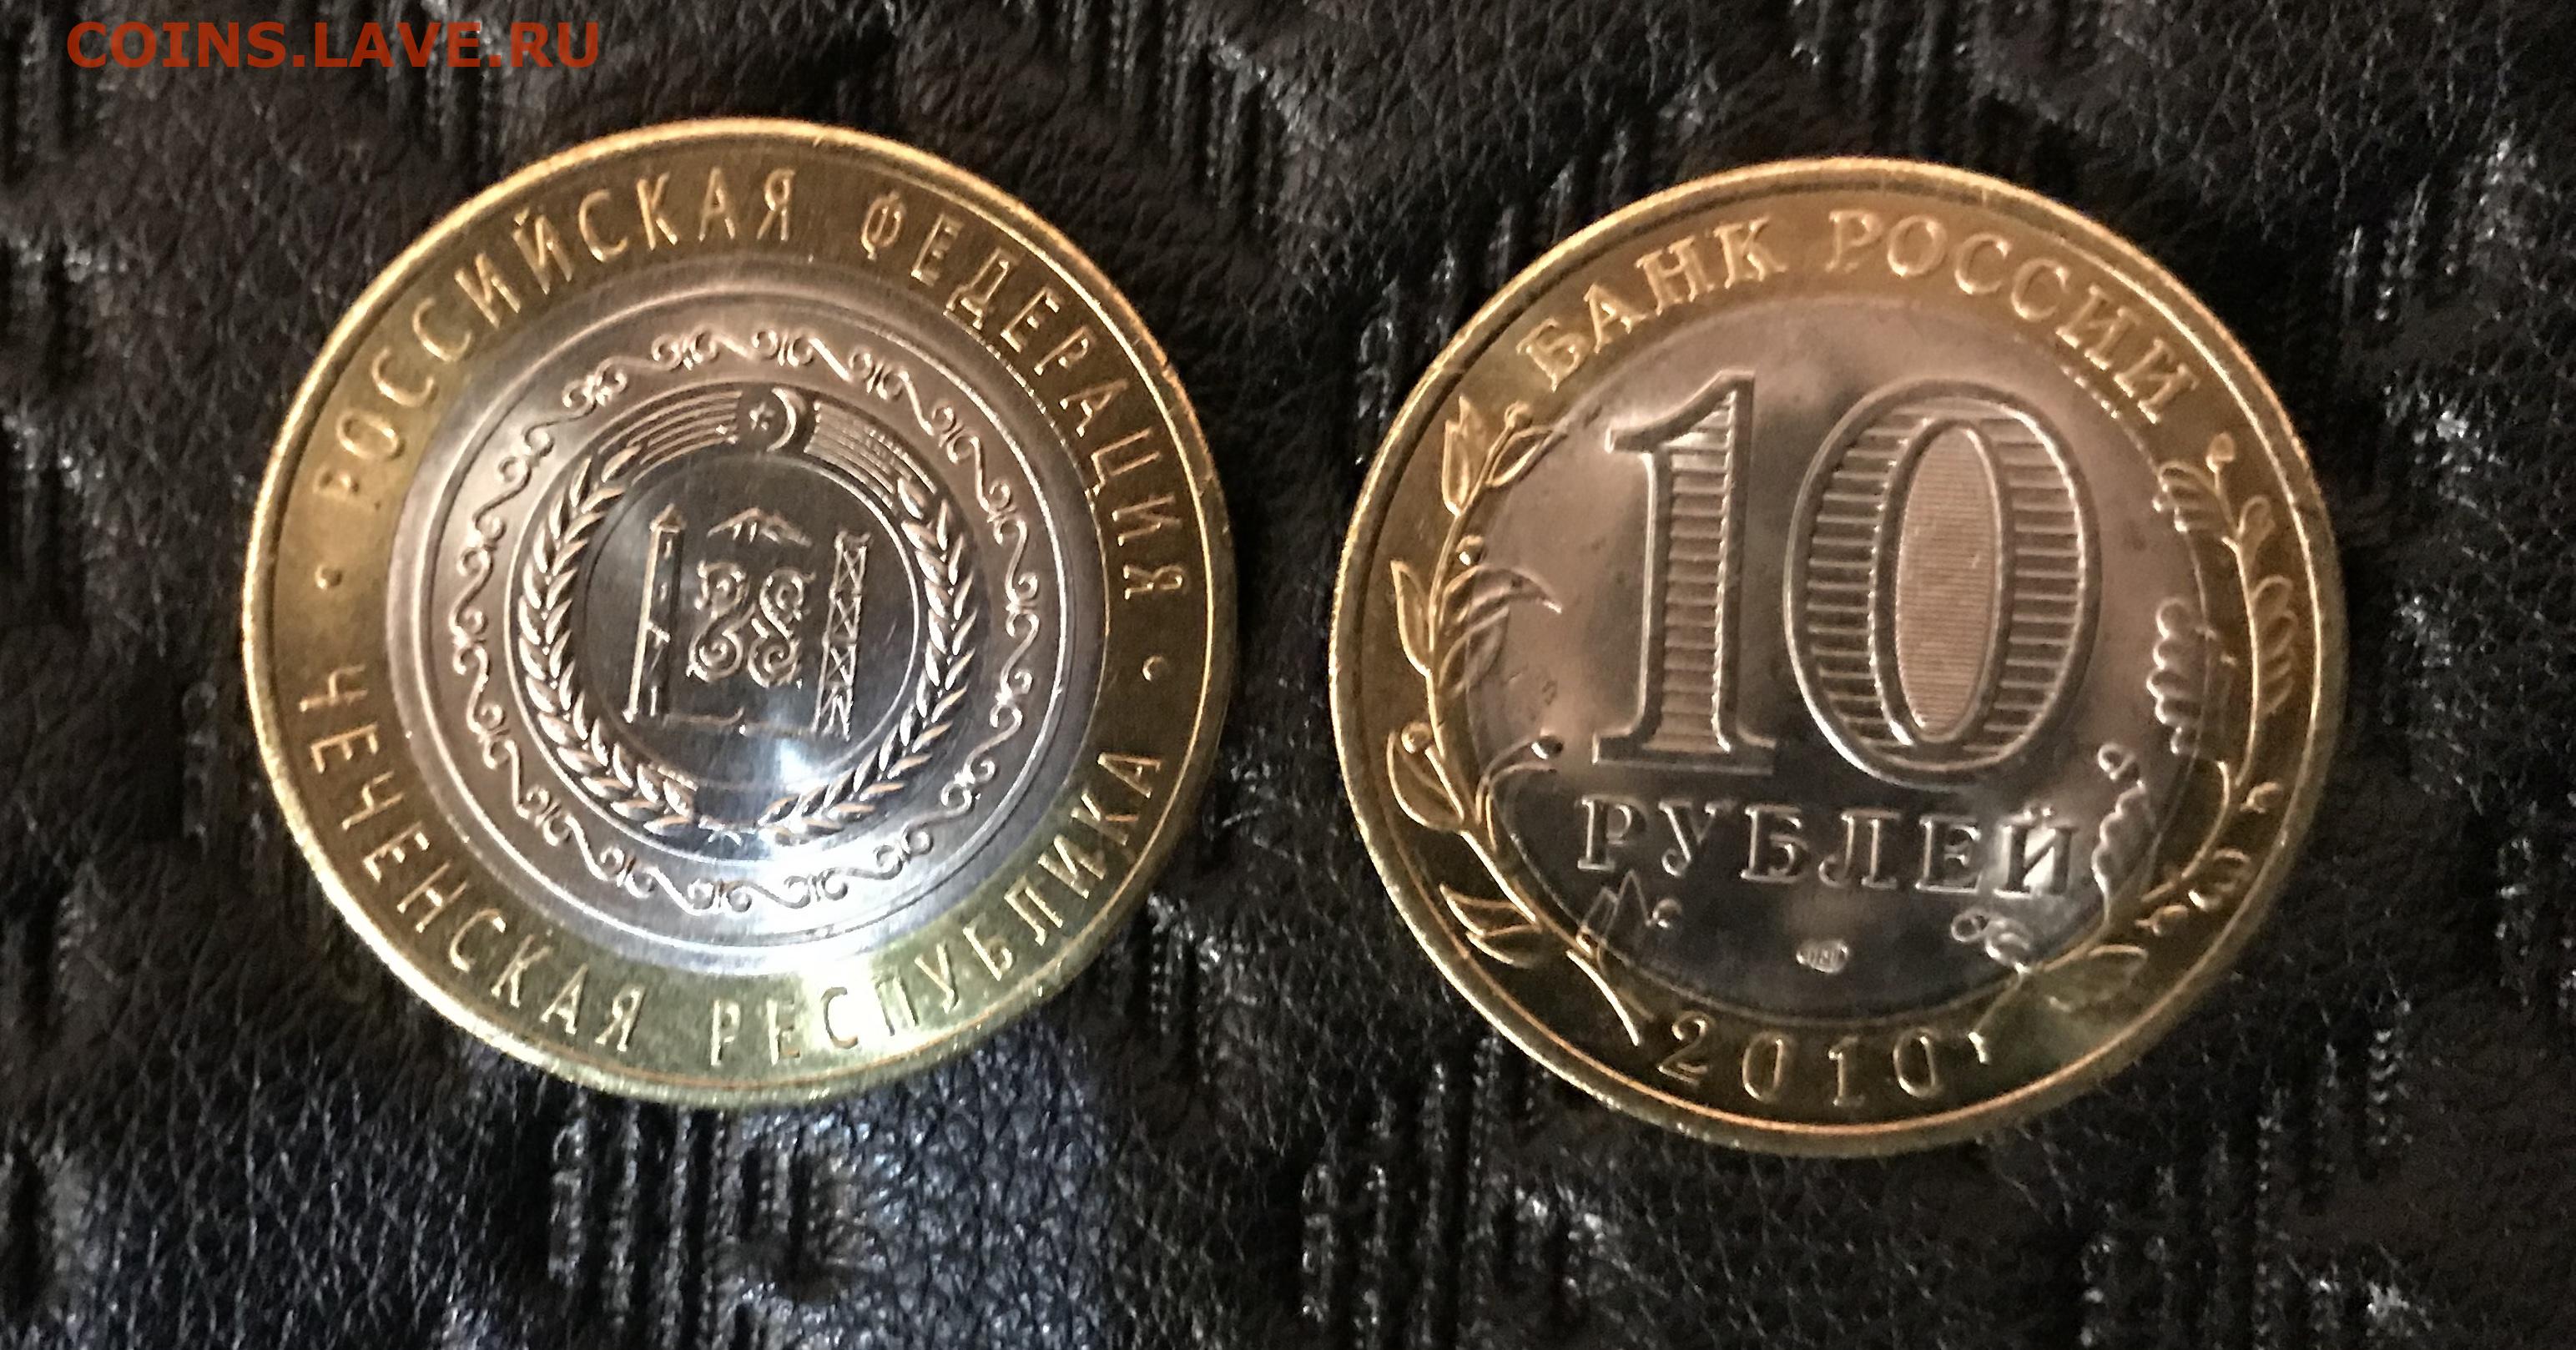 COINS.LAVE.RU
РОССИЙСКАЯ ФЕДЕРАЦИЯ
ЧЕЧЕНСКАЯ РЕСПУБЛИКА
БАНК РОССИИ
10
РУБЛЕЙ
2010